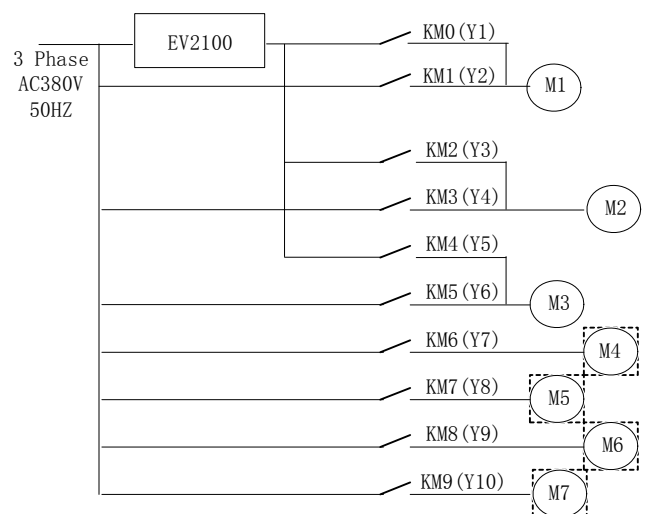 EV2100
KM0(Y1)
3 Phase
AC380V
50HZ
KM1(Y2)
M1
KM2(Y3)
KM3(Y4)
M2
KM4(Y5)
KM5(Y6)
M3
KM6(Y7)
M4
KM7(Y8)
M5
KM8(Y9)
M6
KM9(Y10)
M7